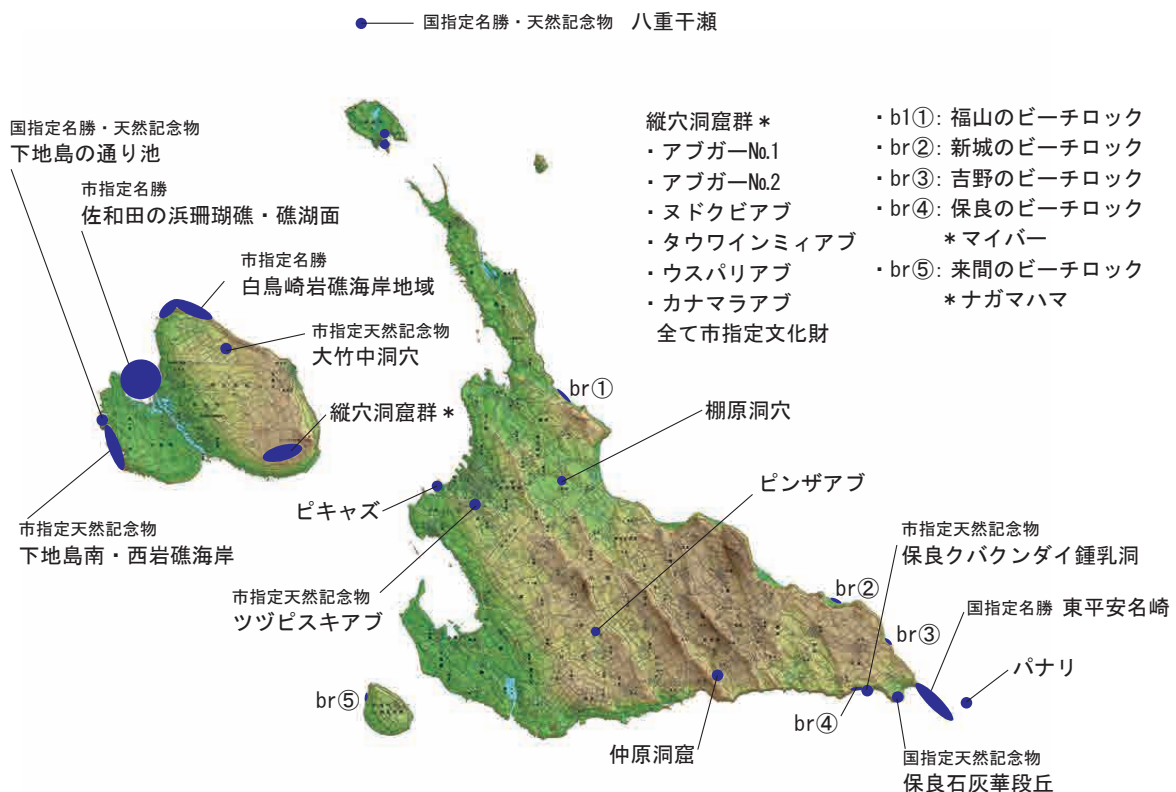 国指定名勝・天然記念物 八重干瀬
国指定名勝・天然記念物
下地島の通り池
市指定名勝
佐和田の浜珊瑚礁・礁湖面
市指定名勝
白鳥崎岩礁海岸地域
市指定天然記念物
大竹中洞穴
縦穴洞窟群*
市指定天然記念物
下地島南・西岩礁海岸
縦穴洞窟群*
・アブガーNo.1
・アブガーNo.2
・ヌドクビアブ
・タウワインミィアブ
・ウスパリアブ
・カナマラアブ
全て市指定文化財
・b1①: 福山のビーチロック
・br②: 新城のビーチロック
・br③: 吉野のビーチロック
・br④: 保良のビーチロック
*マイバー
・br⑤: 来間のビーチロック
*ナガマハマ
br①
棚原洞穴
ピンザアブ
ピキャズ
市指定天然記念物
ツヅピスキアブ
市指定天然記念物
保良クバクンダイ鍾乳洞
br②
国指定名勝 東平安名崎
br③
パナリ
br⑤
br④
仲原洞窟
国指定天然記念物
保良石灰華段丘